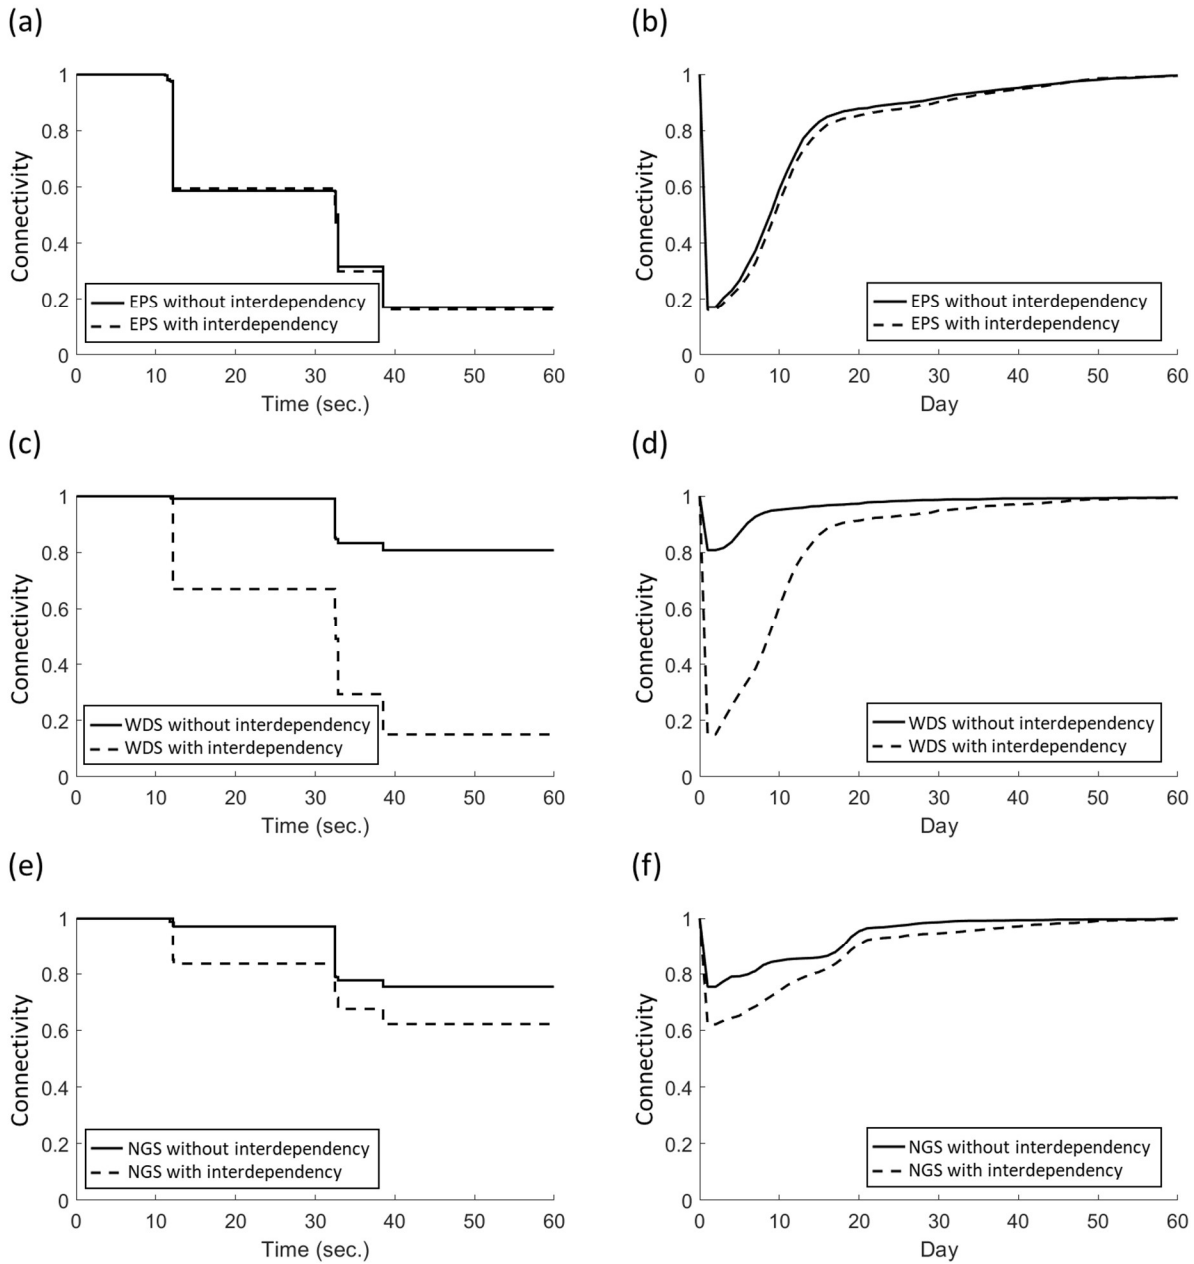 (a)
Connectivity
1
0.8
0.6
0.4
0.2
0
EPS without interdependency
EPS with interdependency
0 10 20 30 40 50 60
Time (sec.)
(b)
Connectivity
1
0.8
0.6
0.4
0.2
0
EPS without interdependency
EPS with interdependency
0 10 20 30 40 50 60
Day
(c)
Connectivity
1
0.8
0.6
0.4
0.2
0
WDS without interdependency
WDS with interdependency
0 10 20 30 40 50 60
Time (sec.)
(d)
Connectivity
1
0.8
0.6
0.4
0.2
0
WDS without interdependency
WDS with interdependency
0 10 20 30 40 50 60
Day
(e)
Connectivity
1
0.8
0.6
0.4
0.2
0
NGS without interdependency
NGS with interdependency
0 10 20 30 40 50 60
Time (sec.)
(f)
Connectivity
1
0.8
0.6
0.4
0.2
0
NGS without interdependency
NGS with interdependency
0 10 20 30 40 50 60
Day